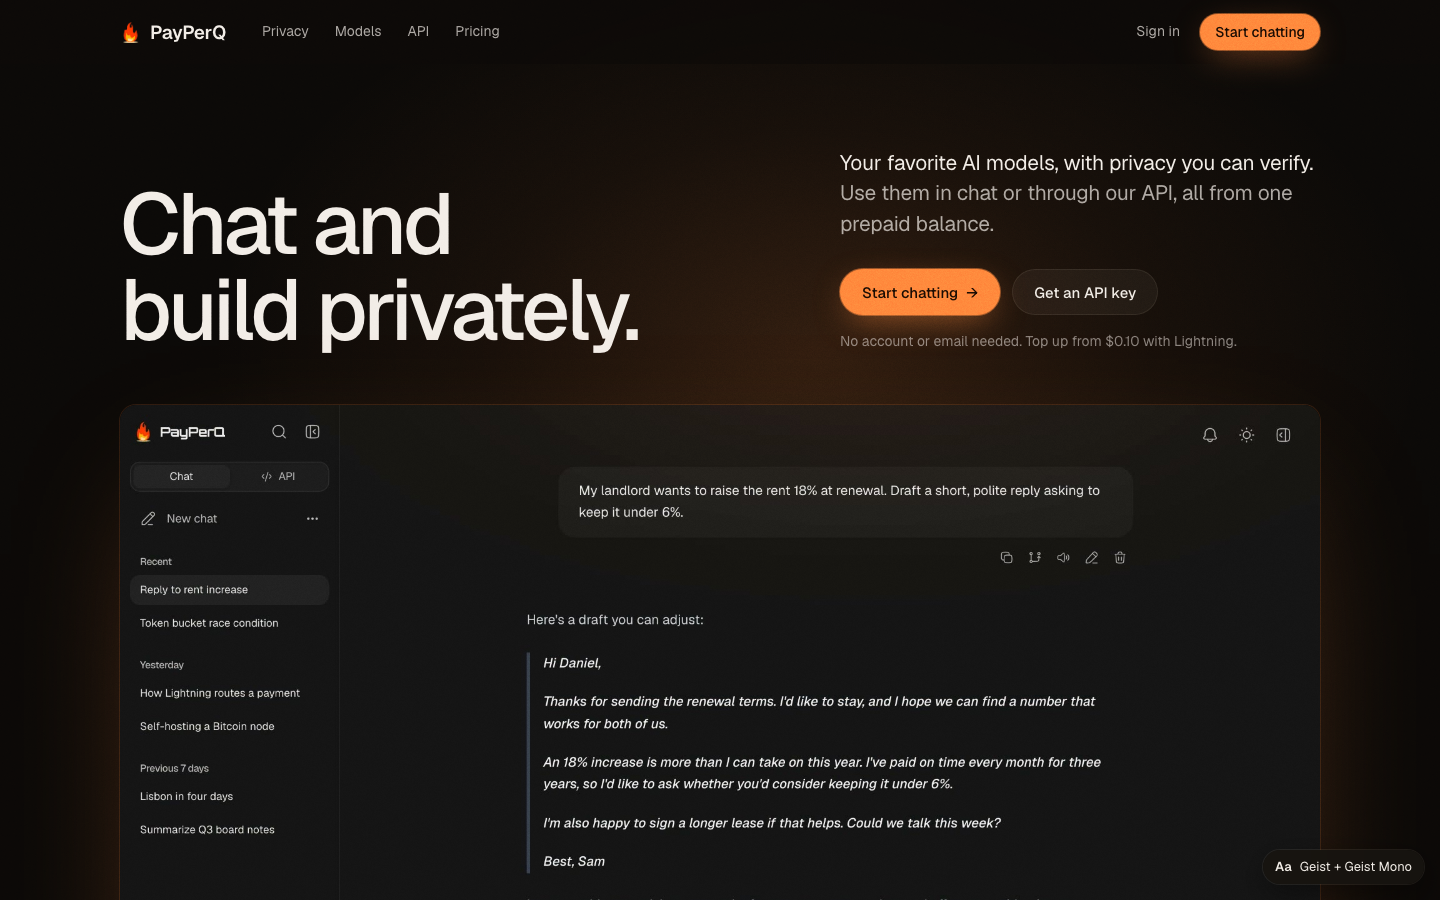 PayPerQ
Privacy
Models
API
Pricing
Sign in
Start chatting
Chat and
build privately.
Your favorite AI models, with privacy you can verify.
Use them in chat or through our API, all from one
prepaid balance.
Start chatting →
Get an API key
No account or email needed. Top up from $0.10 with Lightning.
PayPerQ
Chat
API
New chat
Recent
Reply to rent increase
Token bucket race condition
Yesterday
How Lightning routes a payment
Self-hosting a Bitcoin node
Previous 7 days
Lisbon in four days
Summarize Q3 board notes
My landlord wants to raise the rent 18% at renewal. Draft a short, polite reply asking to
keep it under 6%.
Here's a draft you can adjust:
Hi Daniel,
Thanks for sending the renewal terms. I'd like to stay, and I hope we can find a number that
works for both of us.
An 18% increase is more than I can take on this year. I've paid on time every month for three
years, so I'd like to ask whether you'd consider keeping it under 6%.
I'm also happy to sign a longer lease if that helps. Could we talk this week?
Best, Sam
Aa Geist + Geist Mono